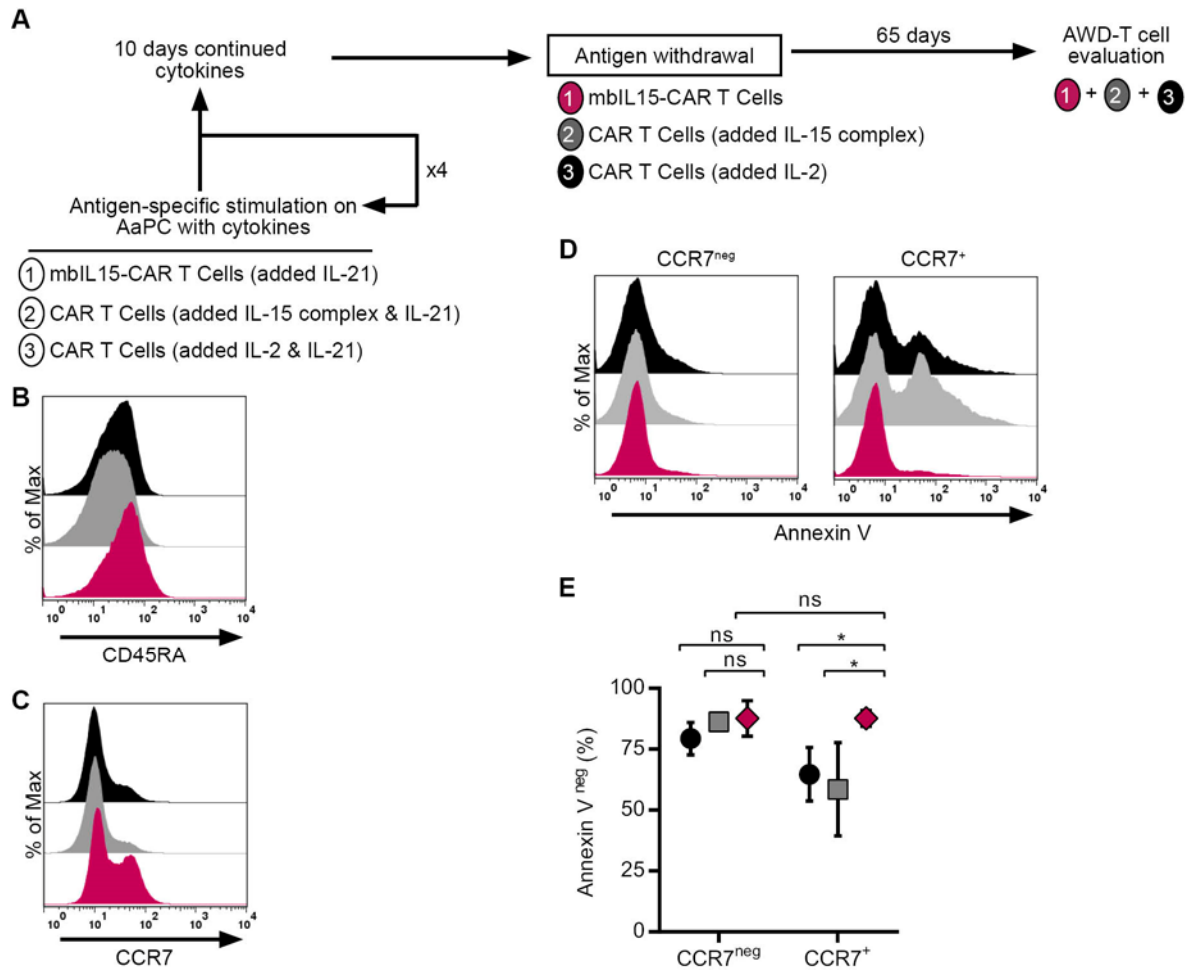 A
10 days continued
cytokines
Antigen withdrawal
65 days
AWD-T cell
evaluation
1 + 2 + 3
1 mbIL15-CAR T Cells
2 CAR T Cells (added IL-15 complex)
3 CAR T Cells (added IL-2)
x4
Antigen-specific stimulation on
AaPC with cytokines
1 mbIL15-CAR T Cells (added IL-21)
2 CAR T Cells (added IL-15 complex & IL-21)
3 CAR T Cells (added IL-2 & IL-21)
B
% of Max
10⁰ 10¹ 10² 10³ 10⁴
CD45RA
C
% of Max
10⁰ 10¹ 10² 10³ 10⁴
CCR7
D
CCR7ⁿᵉᵍ CCR7⁺
% of Max % of Max
10⁰ 10¹ 10² 10³ 10⁴ 10⁰ 10¹ 10² 10³ 10⁴
Annexin V
E
ns
ns *
ns *
Annexin Vⁿᵉᵍ (%)
100
75
50
25
0
CCR7ⁿᵉᵍ CCR7⁺